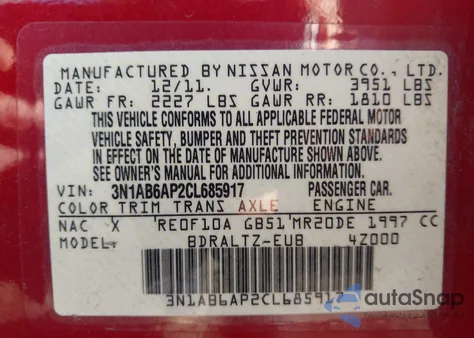 MANUFACTURED BY NISSAN MOTOR CO., LTD.
DATE: 12/11. GVWR: 3951 LBS
GAWR FR: 2227 LBS GAWR RR: 1810 LBS
THIS VEHICLE CONFORMS TO ALL APPLICABLE FEDERAL MOTOR
VEHICLE SAFETY, BUMPER AND THEFT PREVENTION STANDARDS
IN EFFECT ON THE DATE OF MANUFACTURE SHOWN ABOVE.
SEE OWNER'S MANUAL FOR ADDITIONAL INFORMATION.
VIN: 3N1AB6AP2CL685917 PASSENGER CAR.
COLOR TRIM TRANS AXLE ENGINE
NAC X 'RE0F10A GB51'MR20DE 1997 CC
MODEL: BDRALTZ-EUB 4Z000
3N1AB6AP2CL685917
autoSnap